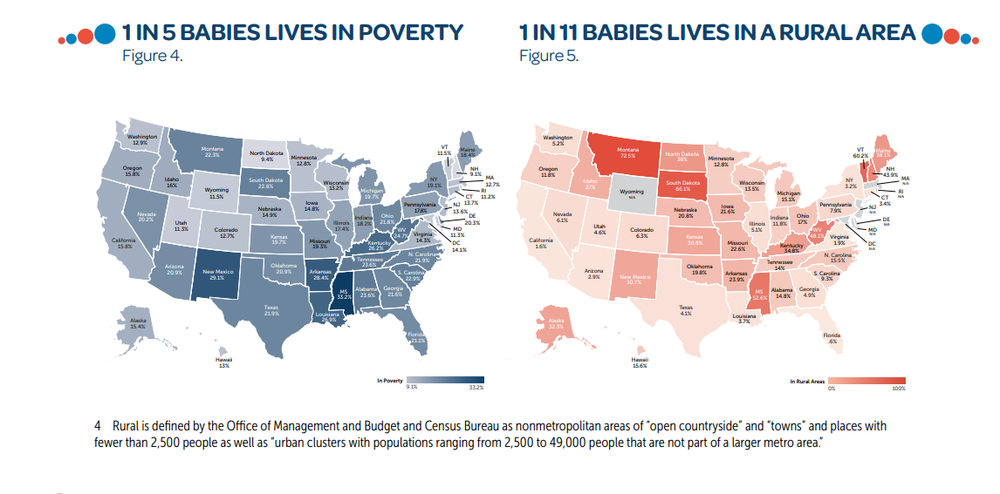 1 IN 5 BABIES LIVES IN POVERTY
Figure 4.
Washington
12.9%
Oregon
15.8%
California
15.8%
Nevada
20.2%
Idaho
16%
Montana
22.3%
Wyoming
11.5%
Utah
11.3%
Colorado
12.7%
Arizona
20.9%
New Mexico
29.1%
North Dakota
9.4%
South Dakota
22.8%
Nebraska
14.9%
Kansas
19.7%
Oklahoma
20.9%
Texas
21.9%
Minnesota
12.8%
Iowa
14.8%
Missouri
19.3%
Arkansas
28.4%
Louisiana
26.9%
Wisconsin
13.2%
Illinois
17.4%
Michigan
19.7%
Indiana
18.2%
Ohio
21.8%
Kentucky
26.2%
Tennessee
23.6%
MS
33.2%
Alabama
23.6%
Georgia
21.6%
Florida
21.1%
S. Carolina
22.9%
N. Carolina
21.9%
Virginia
14.3%
WV
24.7%
Pennsylvania
17.8%
NY
19.1%
VT
11.5%
Maine
18.4%
NH
9.1%
MA
12.7%
RI
11.2%
CT
13.7%
NJ
13.6%
DE
20.3%
MD
11.3%
DC
14.1%
Alaska
15.4%
Hawaii
13%
In Poverty
9.1%
33.2%
1 IN 11 BABIES LIVES IN A RURAL AREA
Figure 5.
Washington
5.2%
Oregon
11.8%
California
1.6%
Nevada
6.1%
Idaho
27%
Montana
72.5%
Wyoming
N/A
Utah
4.6%
Colorado
6.3%
Arizona
2.9%
New Mexico
30.7%
North Dakota
38%
South Dakota
66.1%
Nebraska
20.8%
Kansas
30.8%
Oklahoma
19.8%
Texas
4.1%
Minnesota
12.8%
Iowa
21.6%
Missouri
22.6%
Arkansas
23.9%
Louisiana
3.7%
Wisconsin
13.5%
Illinois
5.1%
Michigan
15.1%
Indiana
11.8%
Ohio
17%
Kentucky
34.8%
Tennessee
14%
MS
52.6%
Alabama
14.8%
Georgia
4.9%
Florida
.6%
S. Carolina
9.3%
N. Carolina
15.5%
Virginia
1.9%
WV
48.1%
Pennsylvania
7.9%
NY
3.2%
VT
60.2%
Maine
38.1%
NH
43.9%
MA
N/A
RI
N/A
CT
3.4%
NJ
N/A
DE
N/A
MD
N/A
DC
N/A
Alaska
32.3%
Hawaii
15.6%
In Rural Areas
0%
100%
4 Rural is defined by the Office of Management and Budget and Census Bureau as nonmetropolitan areas of “open countryside” and “towns” and places with
fewer than 2,500 people as well as “urban clusters with populations ranging from 2,500 to 49,000 people that are not part of a larger metro area.”